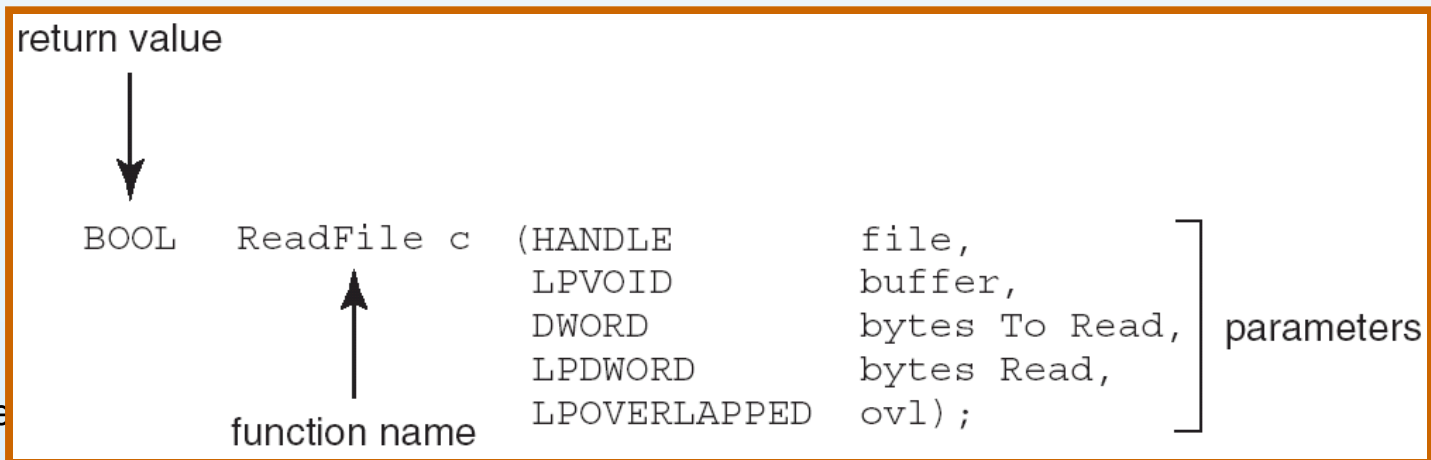 return value
BOOL ReadFile c (HANDLE file,
LPVOID buffer,
DWORD bytes To Read,
parameters
LPDWORD bytes Read,
LPOVERLAPPED ovl);
function name